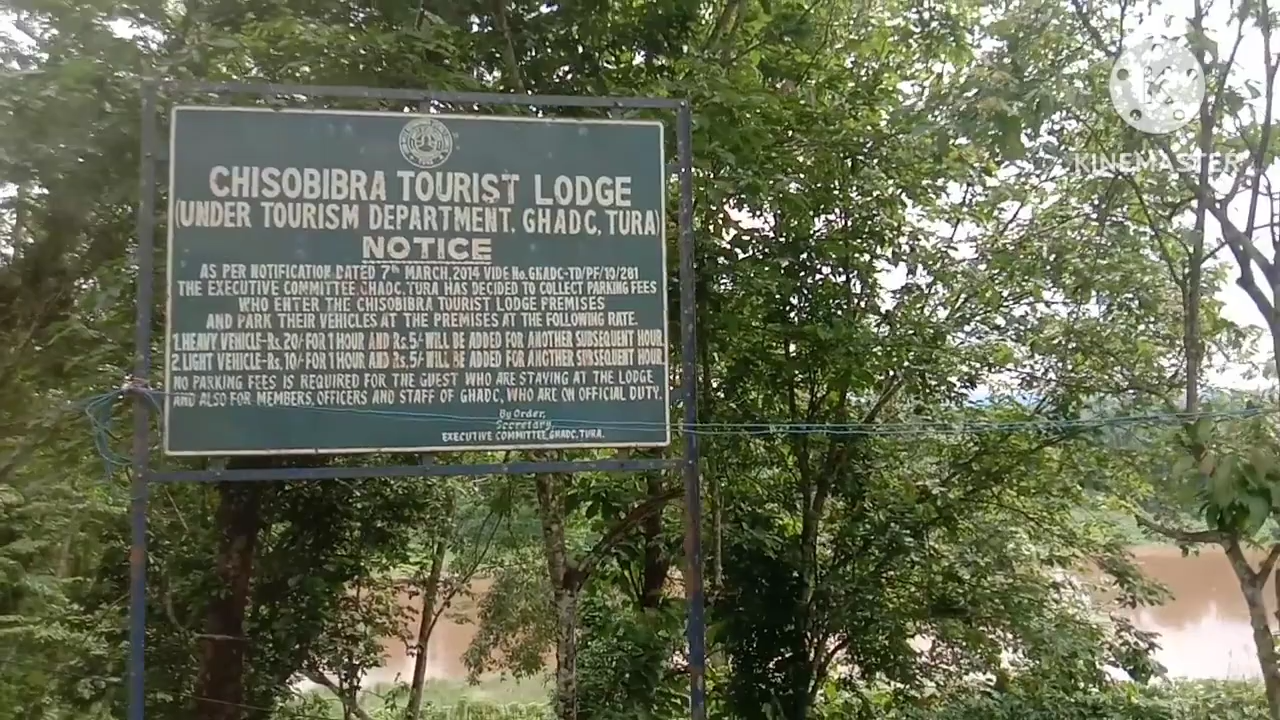 CHISOBIBRA TOURIST LODGE
(UNDER TOURISM DEPARTMENT. GHADC, TURA)
NOTICE
AS PER NOTIFICATION DATED 7th MARCH, 2014 VIDE No. GHADC-TD/PF/19/281
THE EXECUTIVE COMMITTEE GHADC, TURA HAS DECIDED TO COLLECT PARKING FEES
WHO ENTER THE CHISOBIBRA TOURIST LODGE PREMISES
AND PARK THEIR VEHICLES AT THE PREMISES AT THE FOLLOWING RATE.
1. HEAVY VEHICLE-Rs. 20/- FOR 1 HOUR AND Rs. 5/- WILL BE ADDED FOR ANOTHER SUBSEQUENT HOUR
2. LIGHT VEHICLE-Rs. 10/- FOR 1 HOUR AND Rs. 5/- WILL BE ADDED FOR ANOTHER SUBSEQUENT HOUR
NO PARKING FEES IS REQUIRED FOR THE GUEST WHO ARE STAYING AT THE LODGE
AND ALSO FOR MEMBERS, OFFICERS AND STAFF OF GHADC, WHO ARE ON OFFICIAL DUTY.
By Order,
Secretary,
EXECUTIVE COMMITTEE, GHADC, TURA.
KINEMASTER